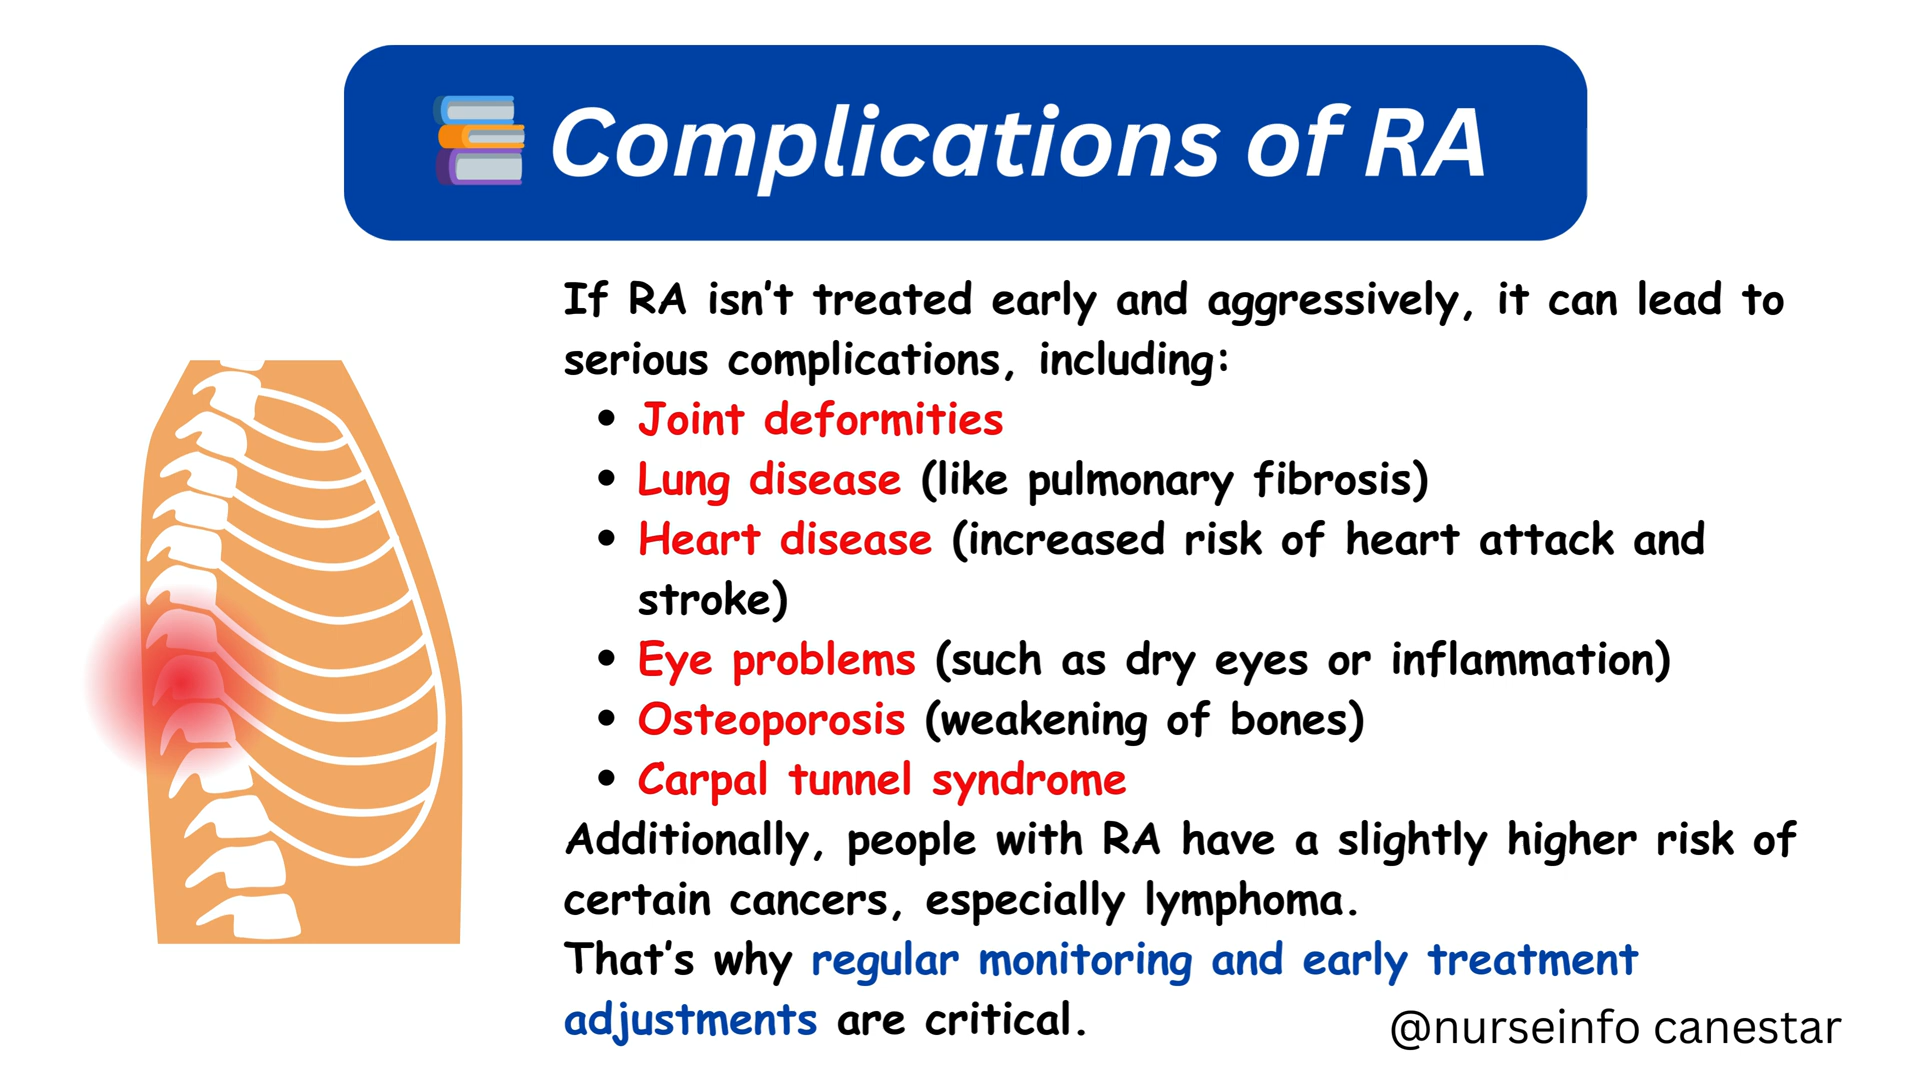 Complications of RA
If RA isn't treated early and aggressively, it can lead to
serious complications, including:
• Joint deformities
• Lung disease (like pulmonary fibrosis)
• Heart disease (increased risk of heart attack and
stroke)
• Eye problems (such as dry eyes or inflammation)
• Osteoporosis (weakening of bones)
• Carpal tunnel syndrome
Additionally, people with RA have a slightly higher risk of
certain cancers, especially lymphoma.
That's why regular monitoring and early treatment
adjustments are critical.
@nurseinfo canestar